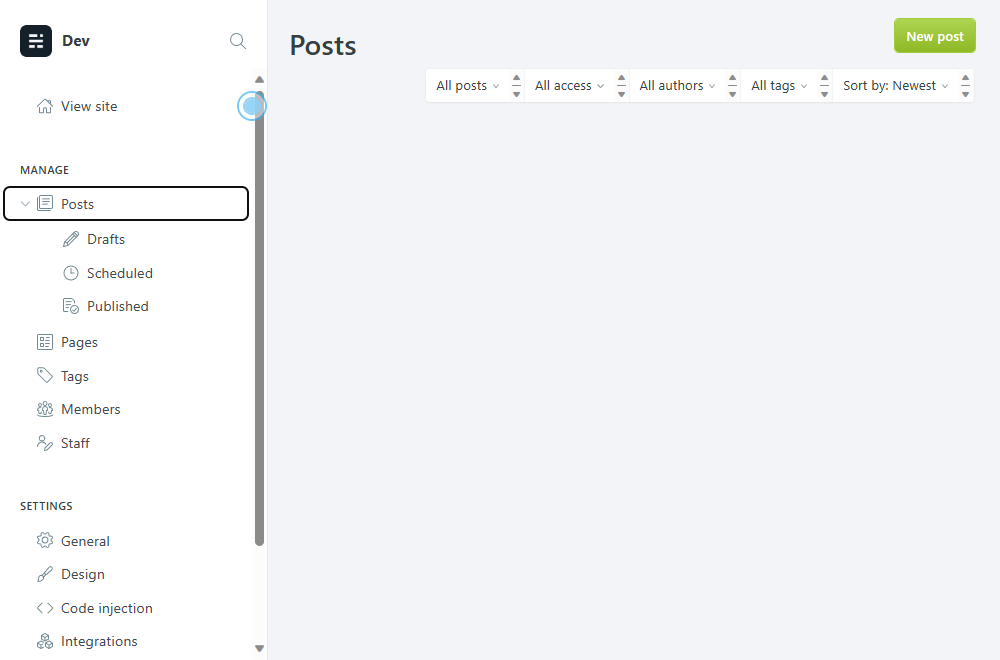 Dev
View site
MANAGE
Posts
Drafts
Scheduled
Published
Pages
Tags
Members
Staff
SETTINGS
General
Design
Code injection
Integrations
Posts
New post
All posts
All access
All authors
All tags
Sort by: Newest